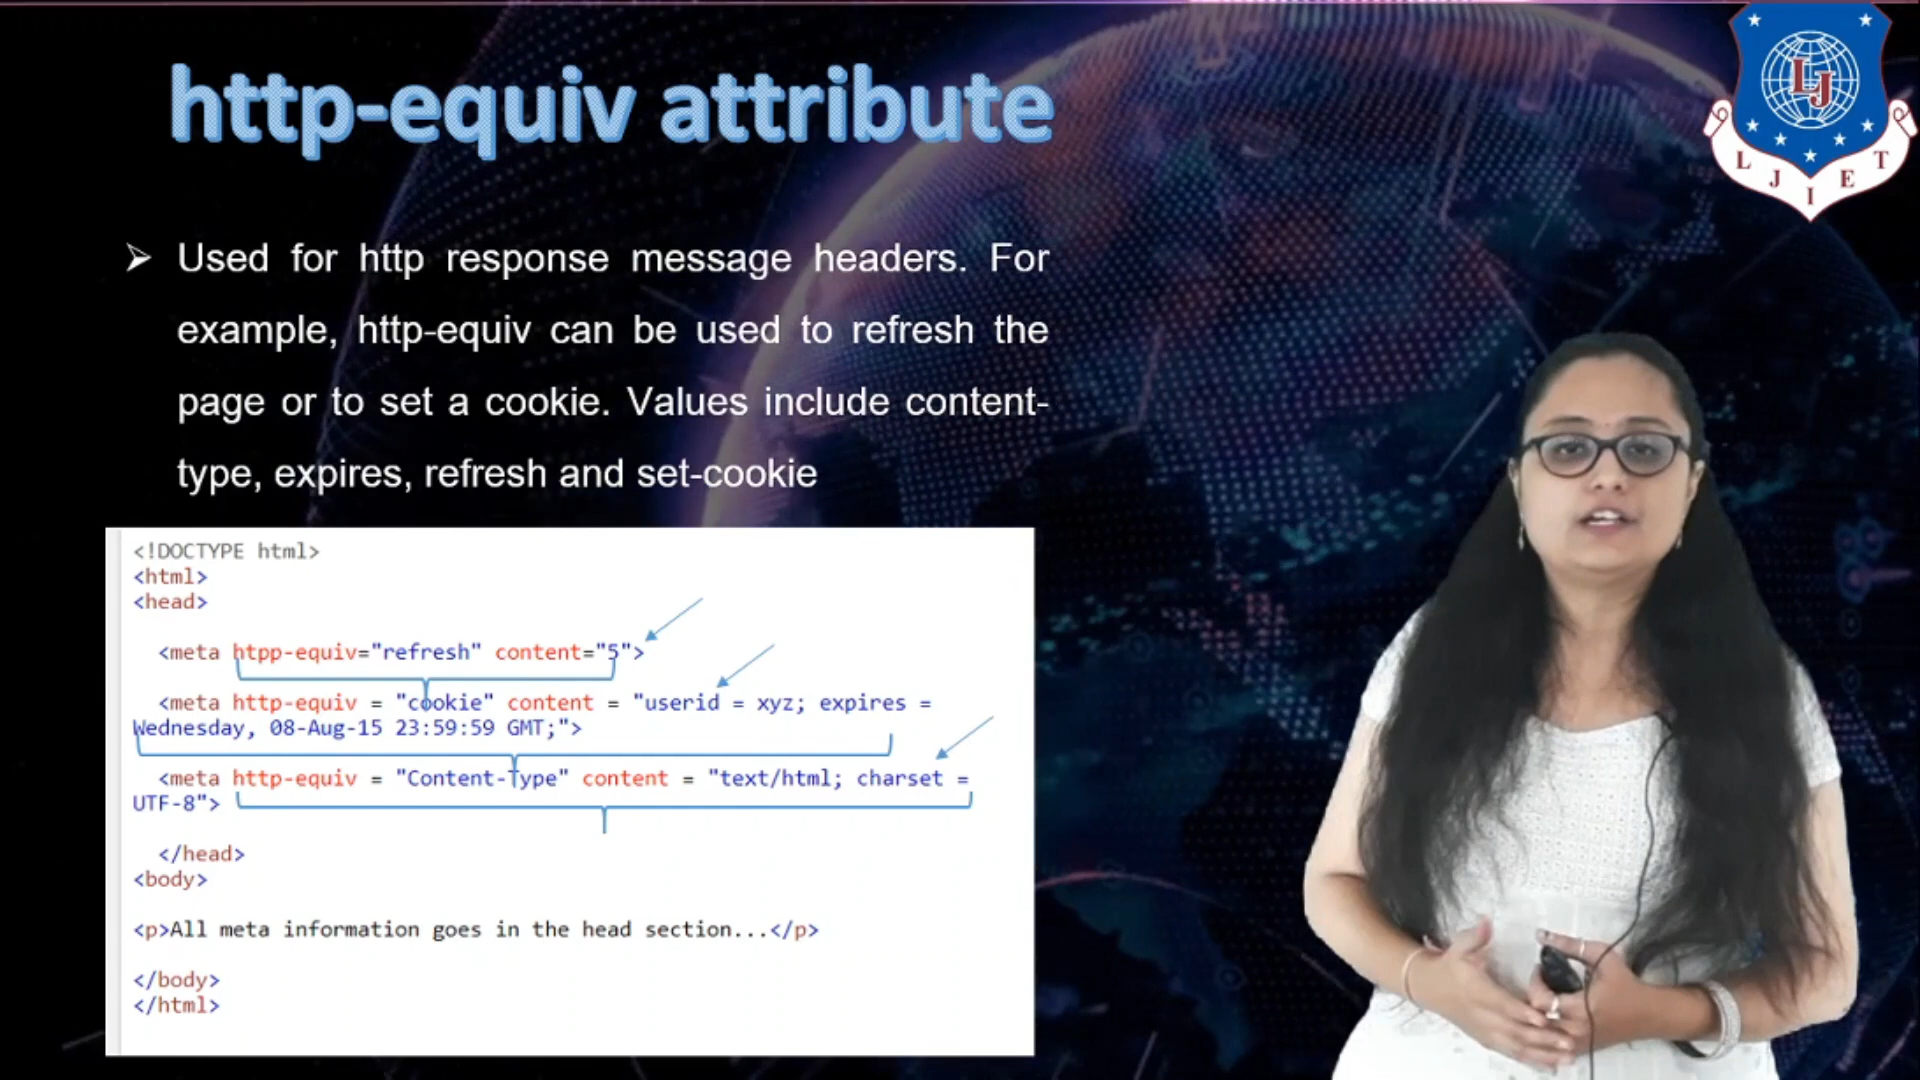 http-equiv attribute
➢ Used for http response message headers. For
example, http-equiv can be used to refresh the
page or to set a cookie. Values include content-
type, expires, refresh and set-cookie
<!DOCTYPE html>
<html>
<head>
<meta htpp-equiv="refresh" content="5">
<meta http-equiv = "cookie" content = "userid = xyz; expires =
Wednesday, 08-Aug-15 23:59:59 GMT;">
<meta http-equiv = "Content-Type" content = "text/html; charset =
UTF-8">
</head>
<body>
<p>All meta information goes in the head section...</p>
</body>
</html>
LJ
L J I E T